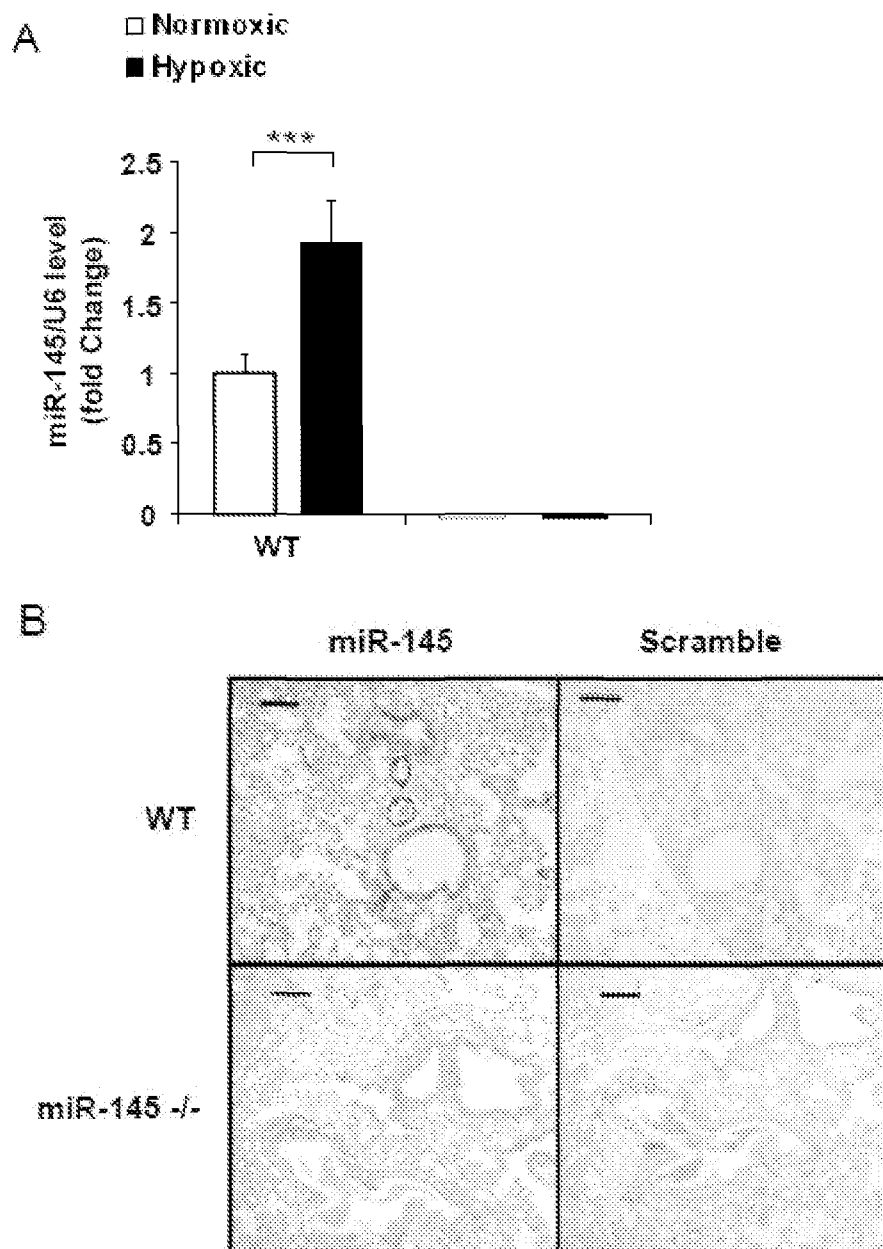 A
Normoxic
Hypoxic
***
2.5
2
1.5
1
0.5
0
miR-145/U6 level
(fold Change)
WT
B
miR-145
Scramble
WT
miR-145 -/-